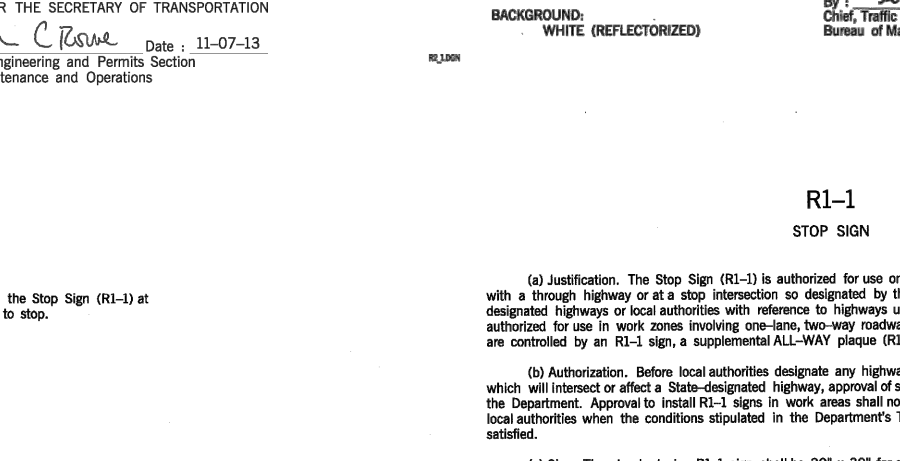 R THE SECRETARY OF TRANSPORTATION
C Rowe Date : 11-07-13
ngineering and Permits Section
tenance and Operations
the Stop Sign (R1-1) at
to stop.
BACKGROUND:
WHITE (REFLECTORIZED)
R2_1.DGN
By :
Chief, Traffic
Bureau of Ma
R1-1
STOP SIGN
(a) Justification. The Stop Sign (R1-1) is authorized for use or
with a through highway or at a stop intersection so designated by th
designated highways or local authorities with reference to highways u
authorized for use in work zones involving one-lane, two-way roadwa
are controlled by an R1-1 sign, a supplemental ALL-WAY plaque (R1
(b) Authorization. Before local authorities designate any highwa
which will intersect or affect a State-designated highway, approval of s
the Department. Approval to install R1-1 signs in work areas shall no
local authorities when the conditions stipulated in the Department's T
satisfied.